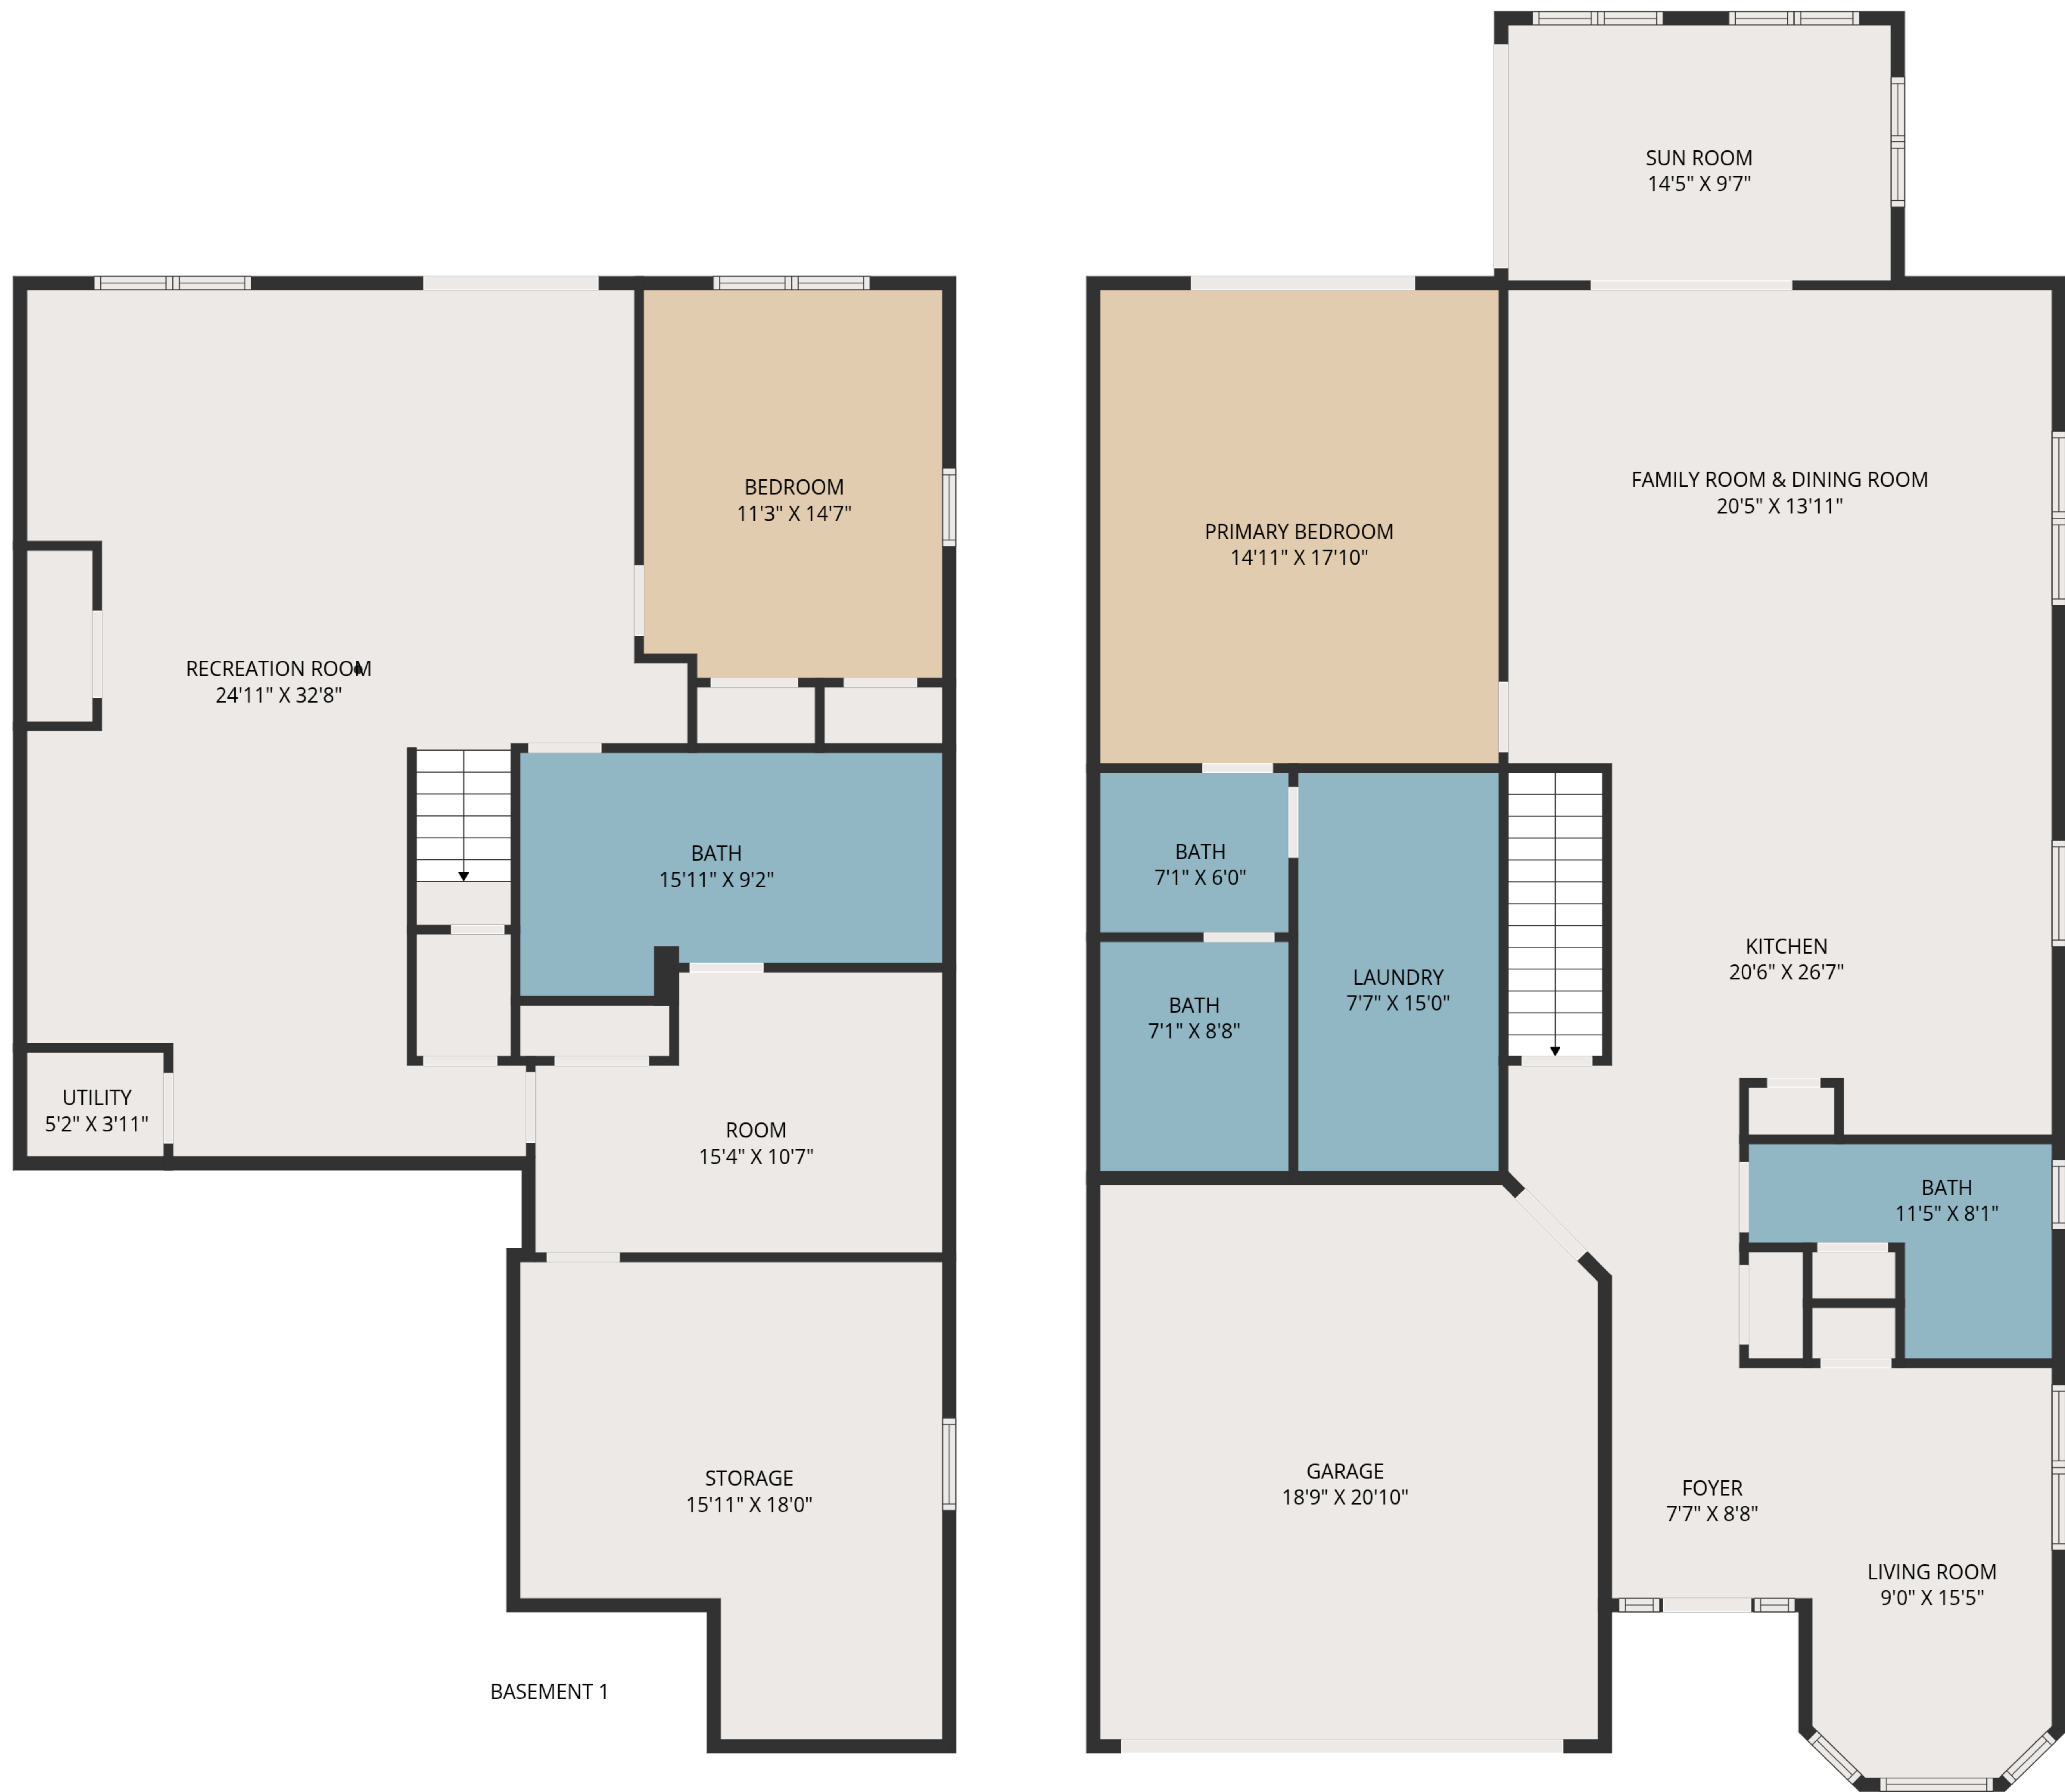 SUN ROOM
14'5" X 9'7"
BEDROOM
11'3" X 14'7"
FAMILY ROOM & DINING ROOM
20'5" X 13'11"
PRIMARY BEDROOM
14'11" X 17'10"
RECREATION ROOM
24'11" X 32'8"
BATH
15'11" X 9'2"
BATH
7'1" X 6'0"
KITCHEN
20'6" X 26'7"
LAUNDRY
7'7" X 15'0"
BATH
7'1" X 8'8"
UTILITY
5'2" X 3'11"
ROOM
15'4" X 10'7"
BATH
11'5" X 8'1"
STORAGE
15'11" X 18'0"
GARAGE
18'9" X 20'10"
FOYER
7'7" X 8'8"
LIVING ROOM
9'0" X 15'5"
BASEMENT 1